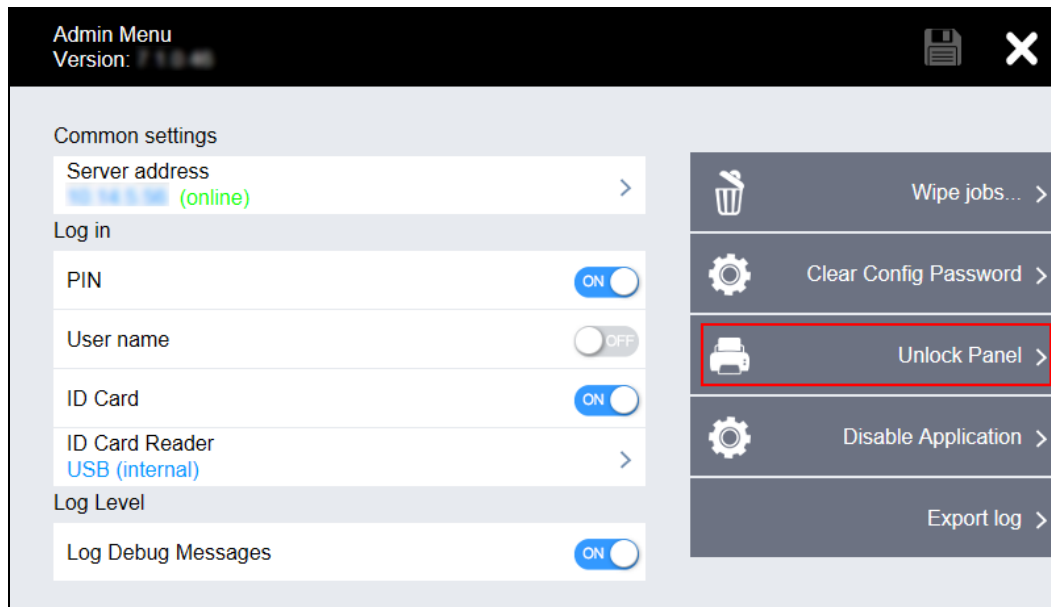 Admin Menu
Version:
Common settings
Server address
(online)
Log in
PIN
ON
User name
OFF
ID Card
ON
ID Card Reader
USB (internal)
Log Level
Log Debug Messages
ON
Wipe jobs...
Clear Config Password
Unlock Panel
Disable Application
Export log